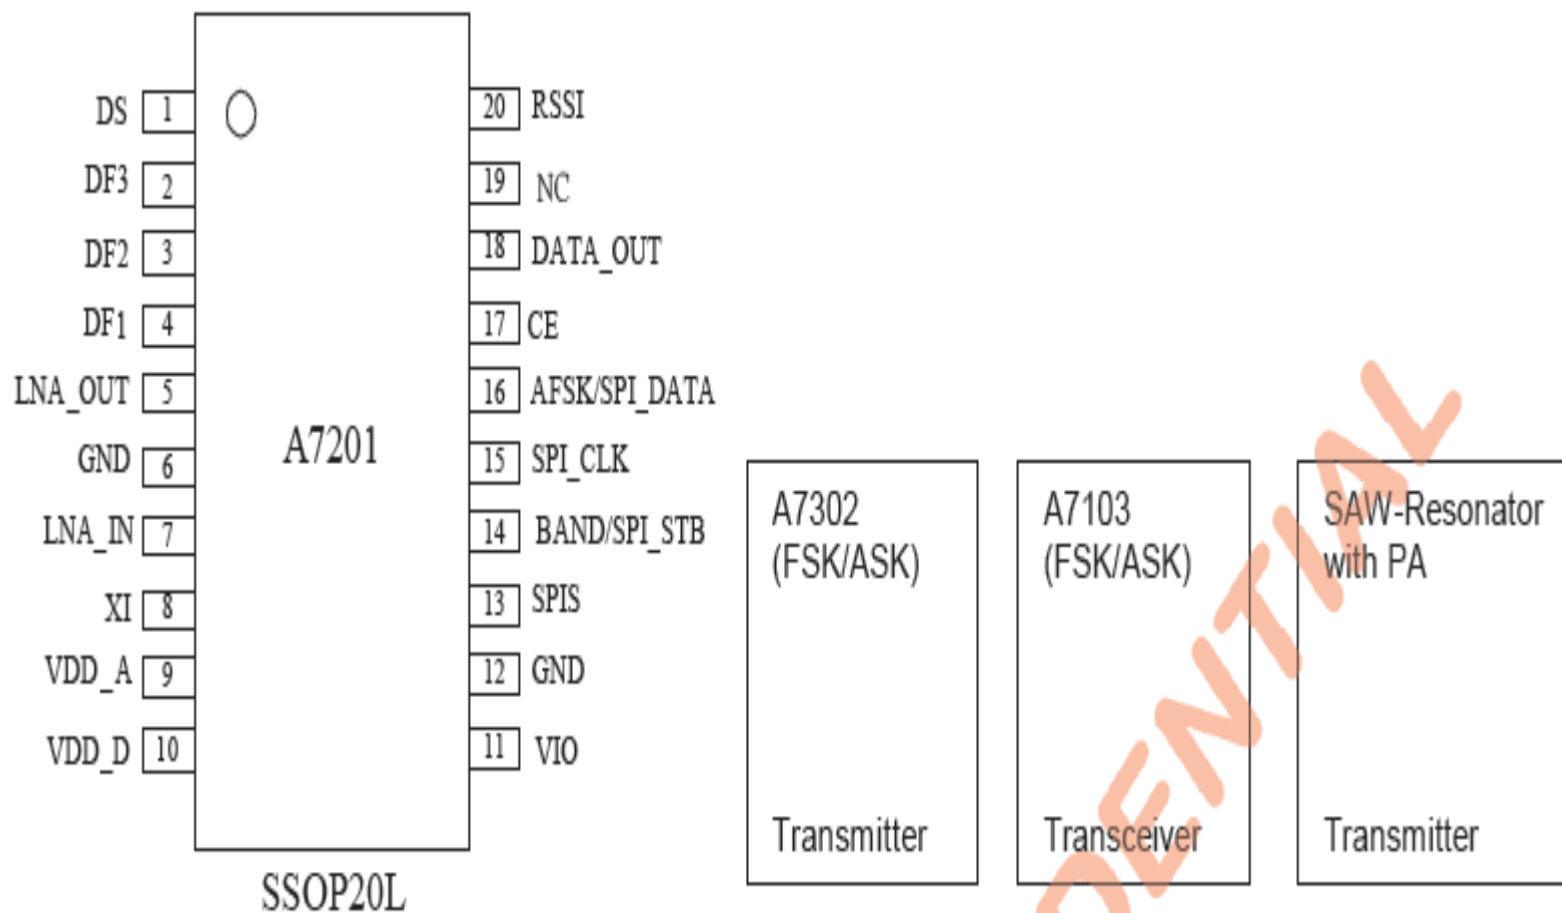 DS 1
DF3 2
DF2 3
DF1 4
LNA_OUT 5
GND 6
LNA_IN 7
XI 8
VDD_A 9
VDD_D 10
A7201
20 RSSI
19 NC
18 DATA_OUT
17 CE
16 AFSK/SPI_DATA
15 SPI_CLK
14 BAND/SPI_STB
13 SPIS
12 GND
11 VIO
SSOP20L
A7302
(FSK/ASK)
Transmitter
A7103
(FSK/ASK)
Transceiver
SAW-Resonator
with PA
Transmitter
DENTIAL